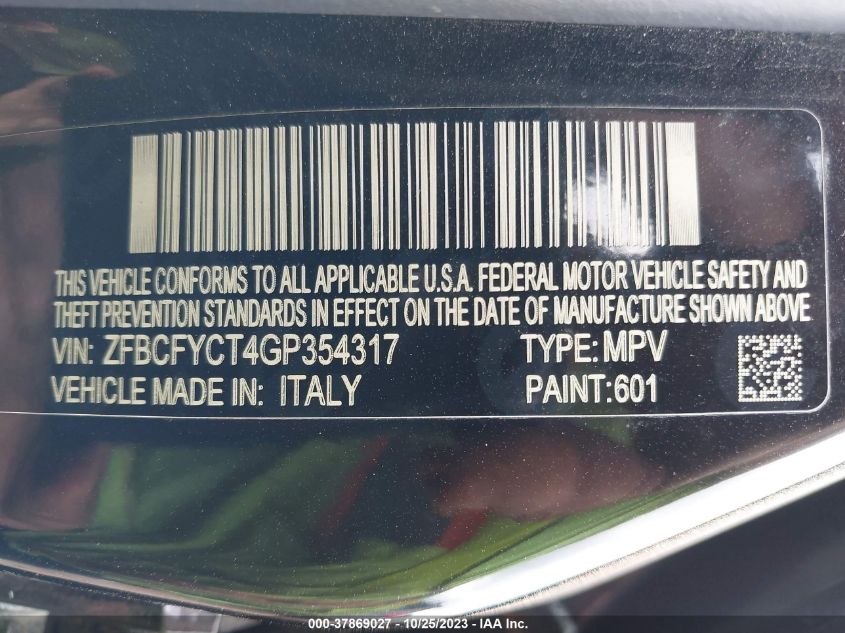 THIS VEHICLE CONFORMS TO ALL APPLICABLE U.S.A. FEDERAL MOTOR VEHICLE SAFETY AND
THEFT PREVENTION STANDARDS IN EFFECT ON THE DATE OF MANUFACTURE SHOWN ABOVE
VIN: ZFBCFYCT4GP354317 TYPE: MPV
VEHICLE MADE IN: ITALY PAINT:601
000-37869027 - 10/25/2023 - IAA Inc.